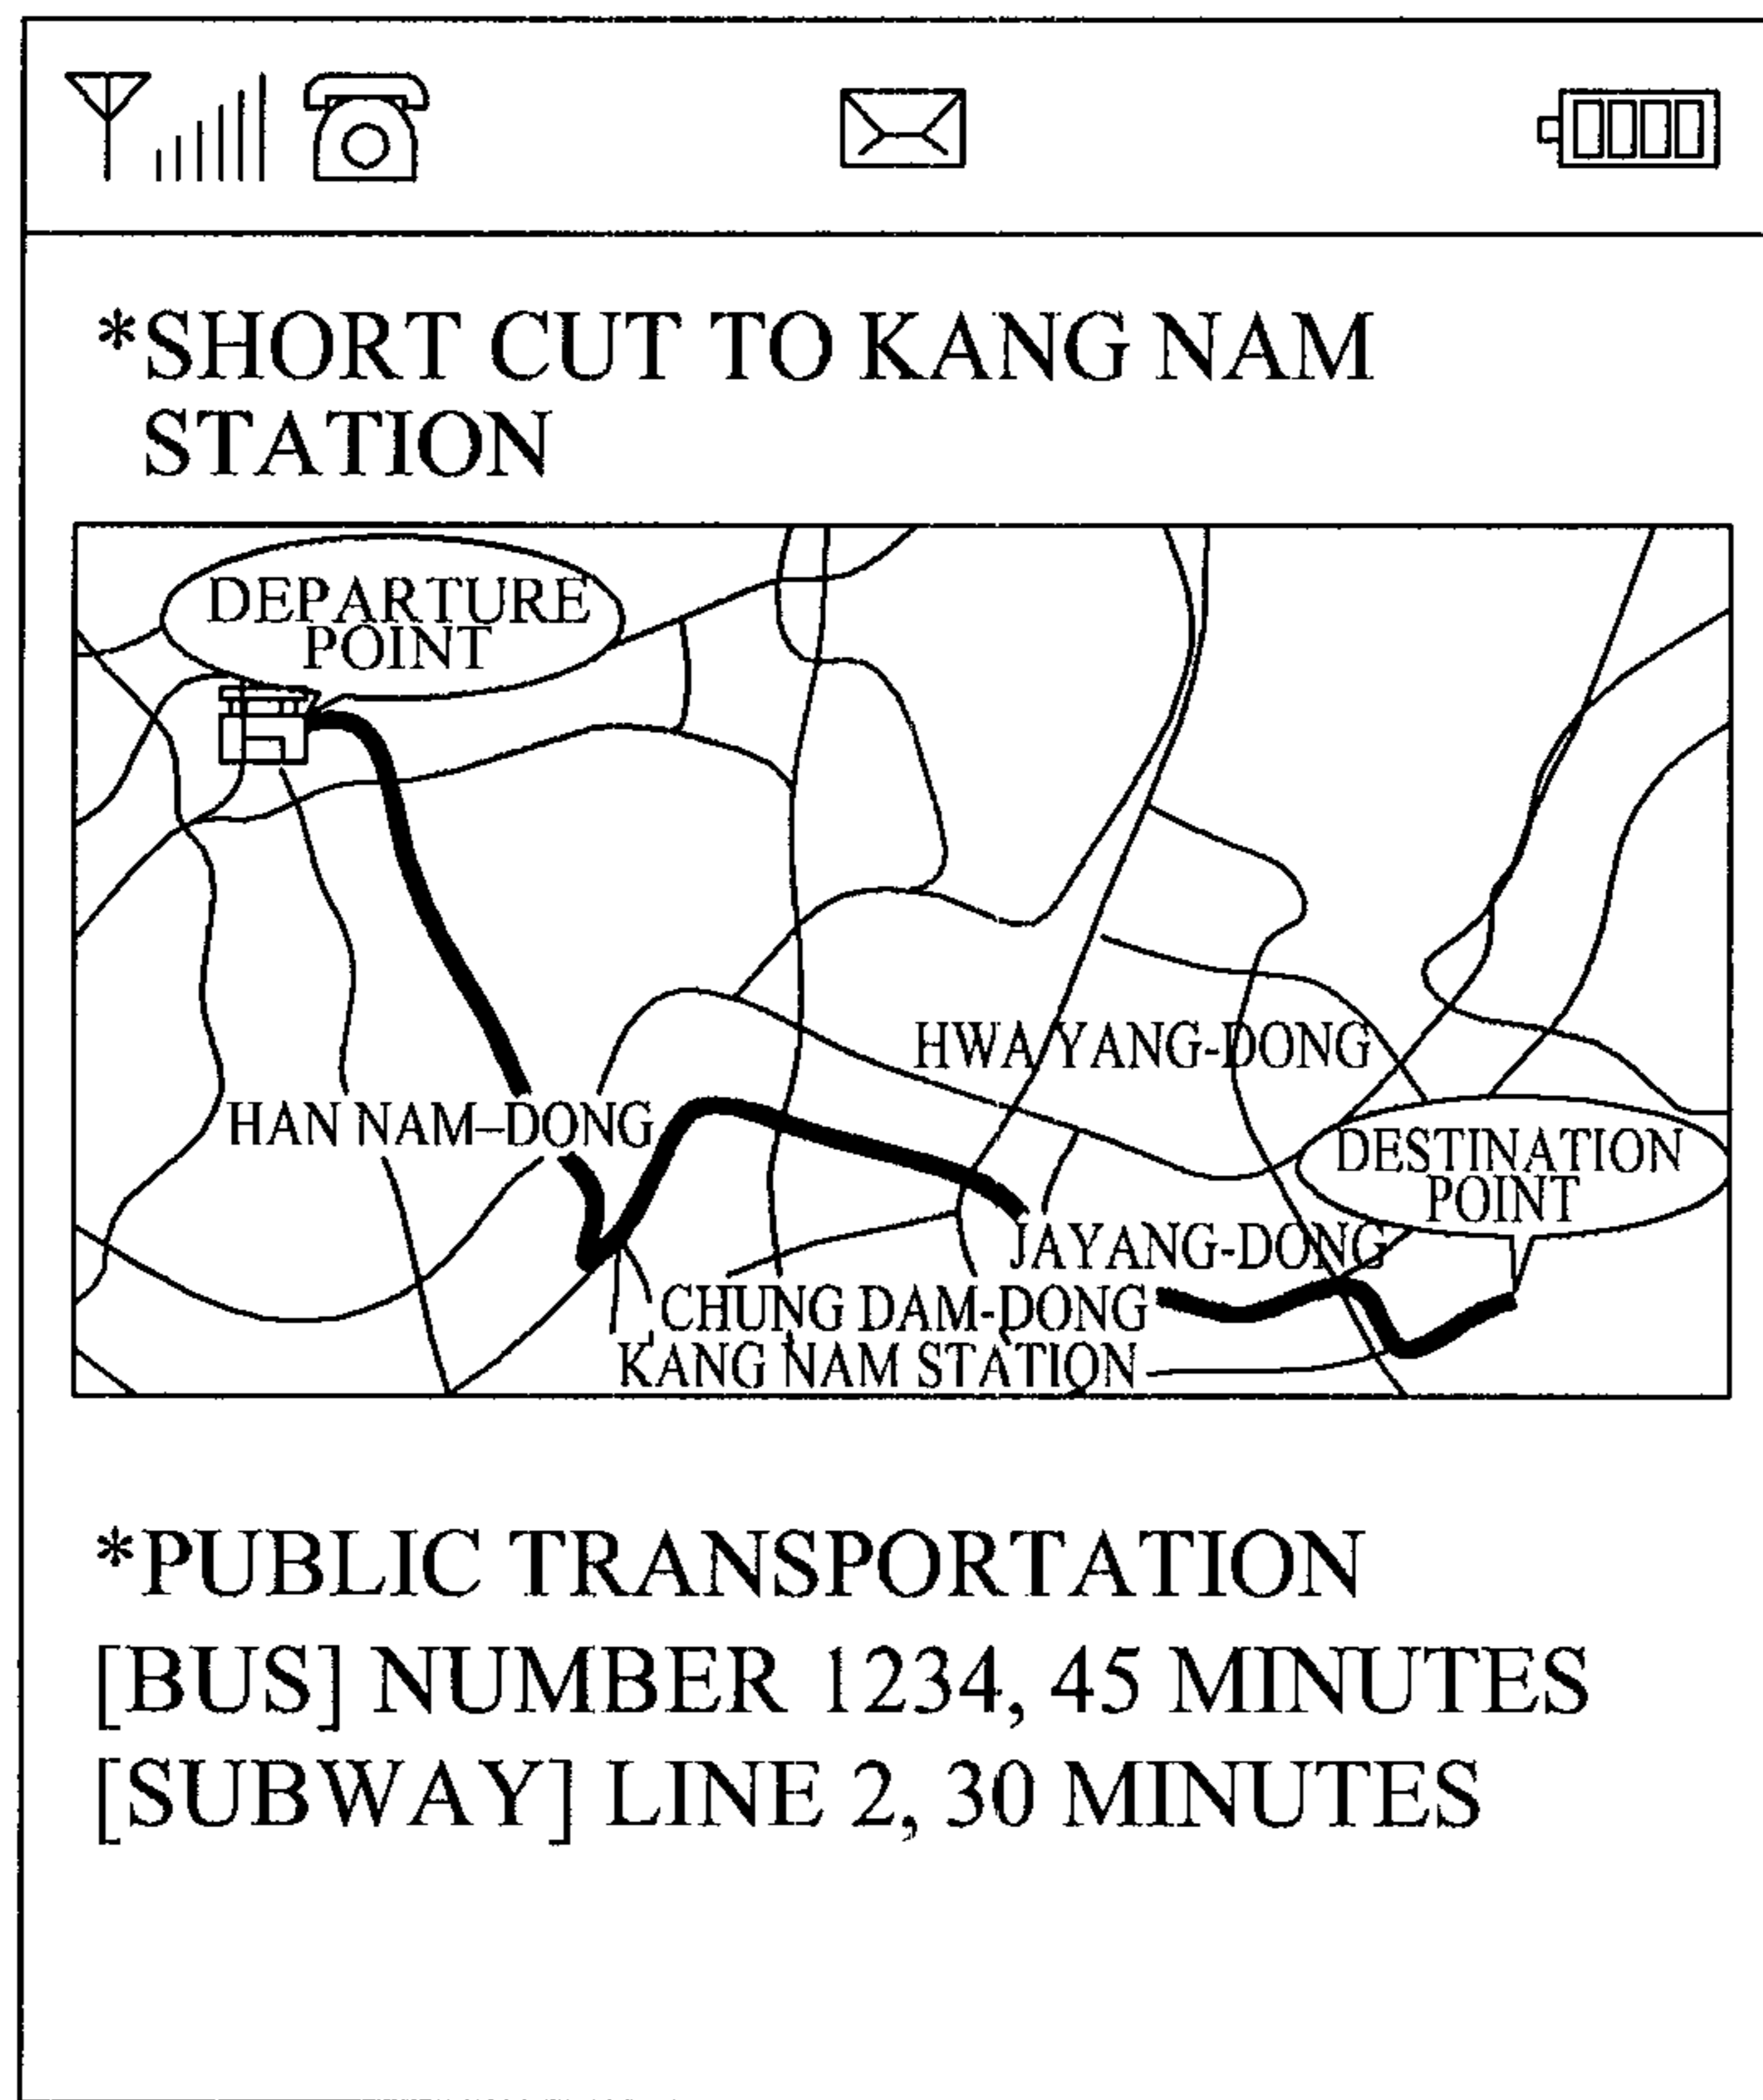 *SHORT CUT TO KANG NAM
STATION
DEPARTURE
POINT
HWA YANG-DONG
HAN NAM–DONG
DESTINATION
POINT
JAYANG-DONG
CHUNG DAM-DONG
KANG NAM STATION
*PUBLIC TRANSPORTATION
[BUS] NUMBER 1234, 45 MINUTES
[SUBWAY] LINE 2, 30 MINUTES